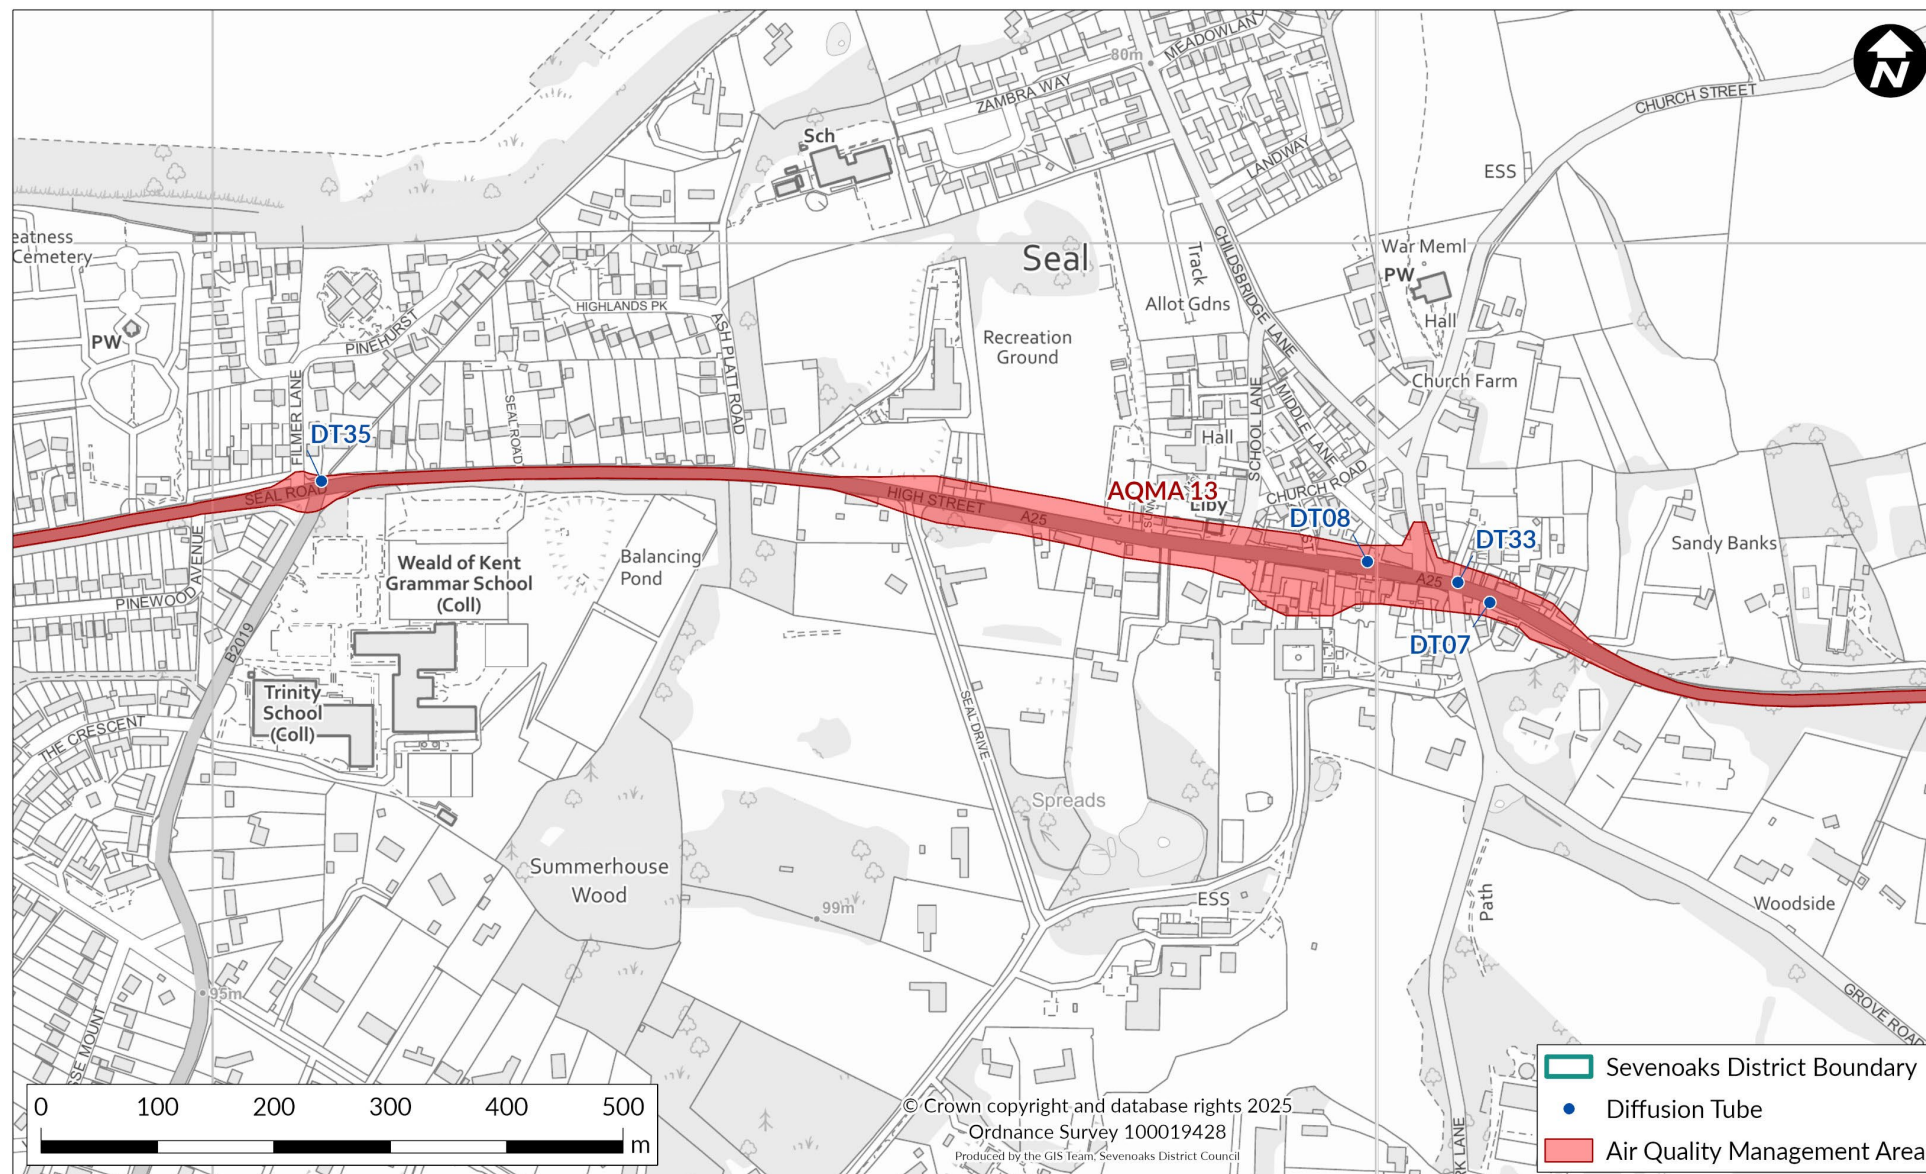 MEADOWLAN
80m
ZAMBRA WAY
CHURCH STREET
N
Sch
LANDWAY
ESS
eatness
Cemetery
Seal
Track
CHILDSBRIDGE LANE
War Meml
PW
Allot Gdns
Hall
HIGHLANDS PK
PINEHURST
PW
ASH PLATT ROAD
Recreation
Ground
Church Farm
FILMER LANE
SEAL ROAD
SCHOOL LANE
MIDDLE LANE
DT35
Hall
CHURCH ROAD
SEAL ROAD
HIGH STREET
A25
AQMA 13
Liby
DT08
DT33
A25
Sandy Banks
PINEWOOD AVENUE
Weald of Kent
Grammar School
(Coll)
Balancing
Pond
DT07
B2019
Trinity
School
(Coll)
THE CRESCENT
SEAL DRIVE
Spreads
Summerhouse
Wood
99m
ESS
Path
Woodside
95m
GROVE ROAD
SSE MOUNT
RK LANE
0 100 200 300 400 500
m
© Crown copyright and database rights 2025
Ordnance Survey 100019428
Produced by the GIS Team, Sevenoaks District Council
Sevenoaks District Boundary
Diffusion Tube
Air Quality Management Area